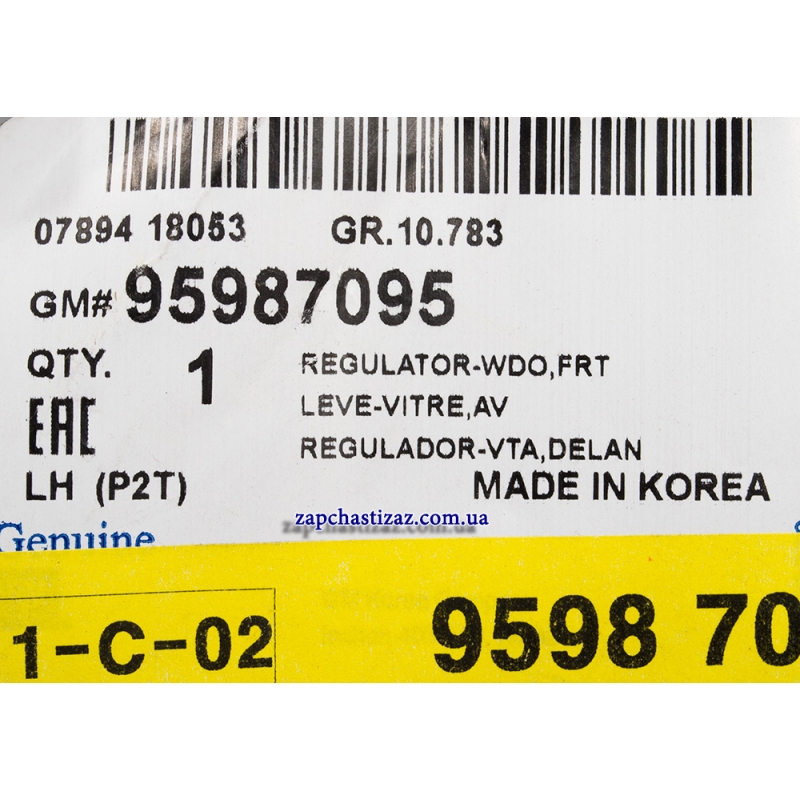 07894 18053 GR.10.783
GM# 95987095
QTY. 1 REGULATOR-WDO,FRT
EAC LEVE-VITRE,AV
REGULADOR-VTA,DELAN
LH (P2T) MADE IN KOREA
zapchastizaz.com.ua
Genuine
1-C-02 9598 70